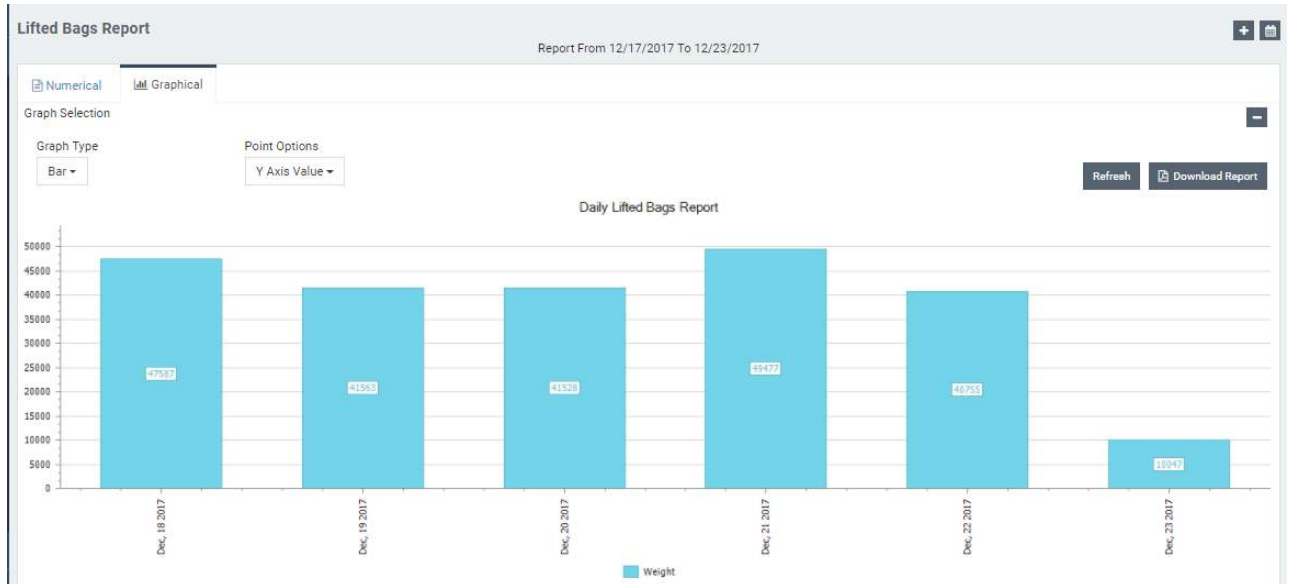 Lifted Bags Report
Report From 12/17/2017 To 12/23/2017
Numerical Graphical
Graph Selection
Graph Type Point Options
Bar Y Axis Value Refresh Download Report
Daily Lifted Bags Report
50000
45000
40000
35000
30000
25000
20000
15000
10000
5000
0
47587 41563 41528 49477 40755 10047
Dec, 18 2017 Dec, 19 2017 Dec, 20 2017 Dec, 21 2017 Dec, 22 2017 Dec, 23 2017
Weight